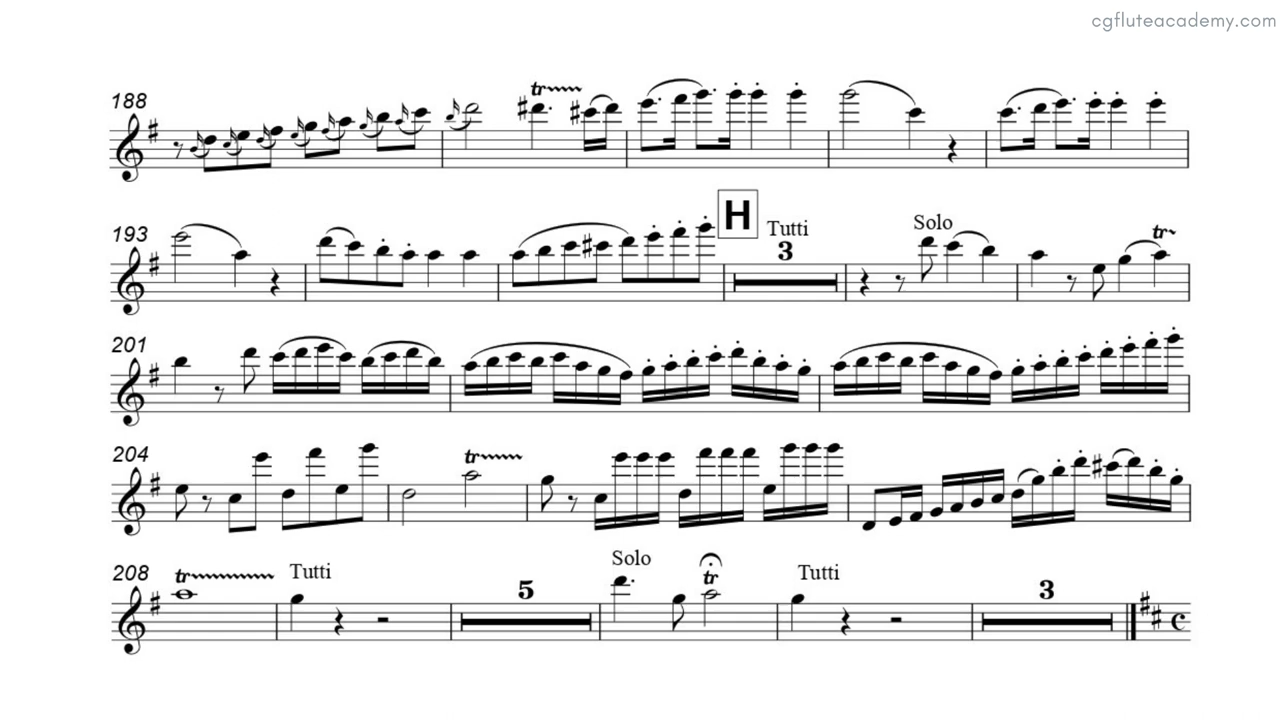 cgfluteacademy.com
188
tr
193
H
Tutti
3
Solo
tr
201
204
tr
208
tr
Tutti
5
Solo
tr
Tutti
3